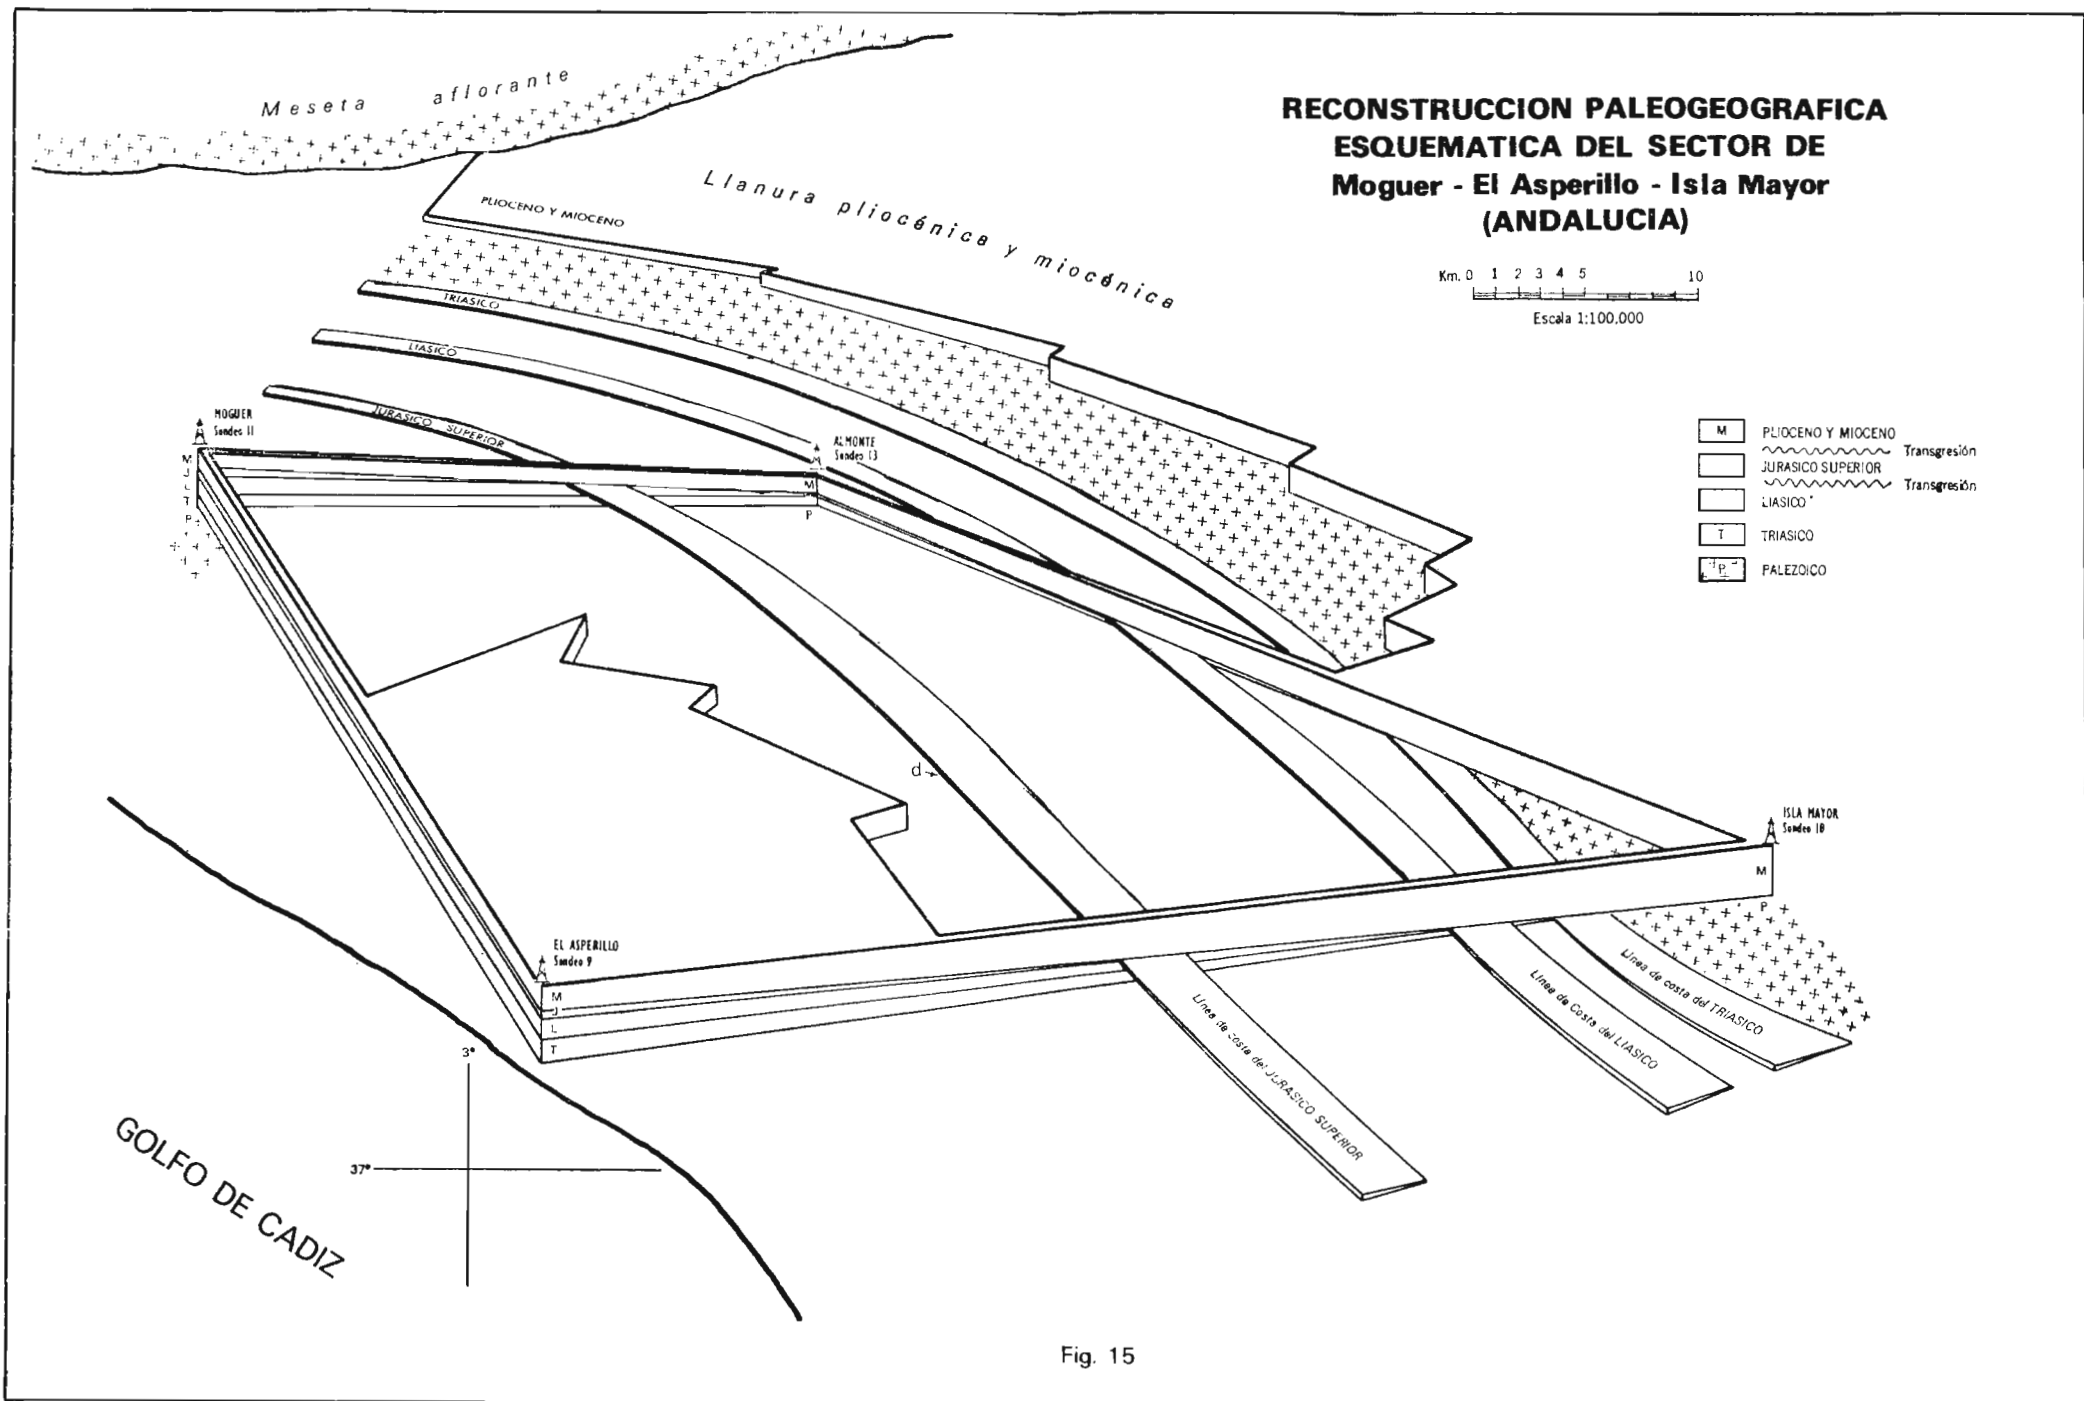 Meseta aflorante
RECONSTRUCCION PALEOGEOGRAFICA
ESQUEMATICA DEL SECTOR DE
Moguer - El Asperillo - Isla Mayor
(ANDALUCIA)
Km. 0 1 2 3 4 5 10
Escala 1:100,000
Llanura pliocénica y miocénica
PLIOCENO Y MIOCENO
TRIASICO
LIASICO
JURASICO SUPERIOR
MOGUER
Sondeo 11
M
J
L
T
P
ALMONTE
Sondeo 13
M
P
M PLIOCENO Y MIOCENO
Transgresión
JURASICO SUPERIOR
Transgresión
LIASICO
T TRIASICO
P PALEZOICO
d
ISLA MAYOR
Sondeo 18
M
P
EL ASPERILLO
Sondeo 9
M
J
L
T
Línea de costa del TRIASICO
Línea de Costa del LIASICO
Línea de costa del JURASICO SUPERIOR
3°
37°
GOLFO DE CADIZ
Fig. 15